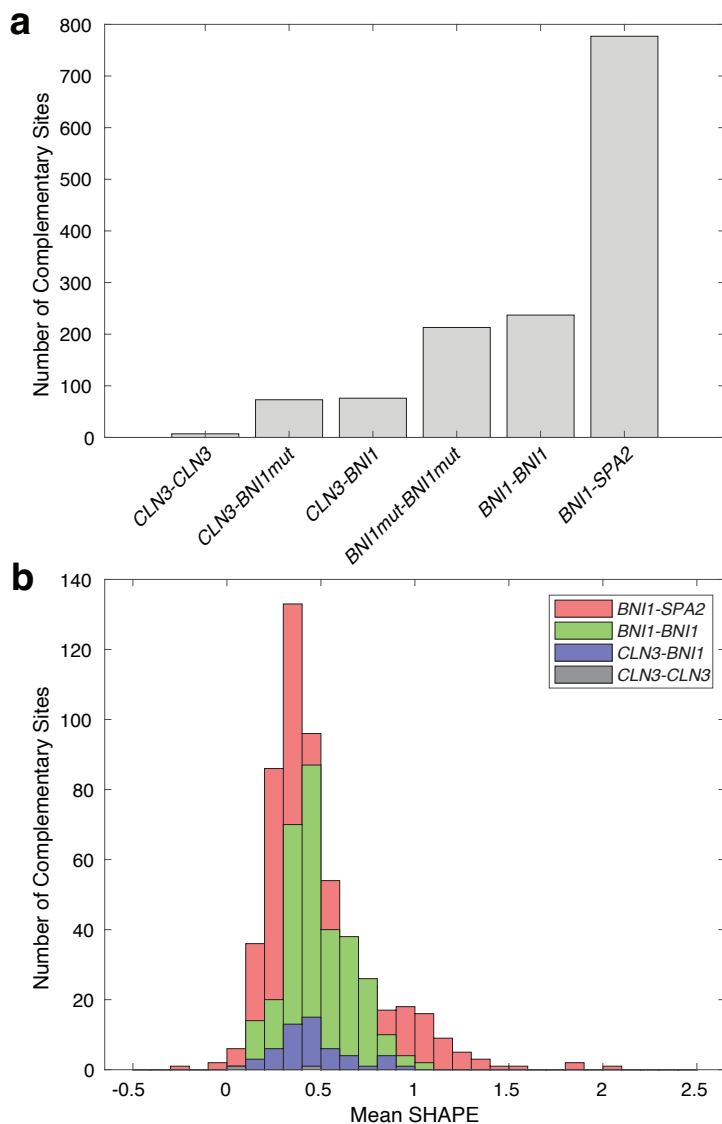 a
800
700
600
500
400
300
200
100
0
Number of Complementary Sites
CLN3-CLN3
CLN3-BNI1mut
CLN3-BNI1
BNI1mut-BNI1mut
BNI1-BNI1
BNI1-SPA2
b
140
120
100
80
60
40
20
0
Number of Complementary Sites
BNI1-SPA2
BNI1-BNI1
CLN3-BNI1
CLN3-CLN3
-0.5 0 0.5 1 1.5 2 2.5
Mean SHAPE